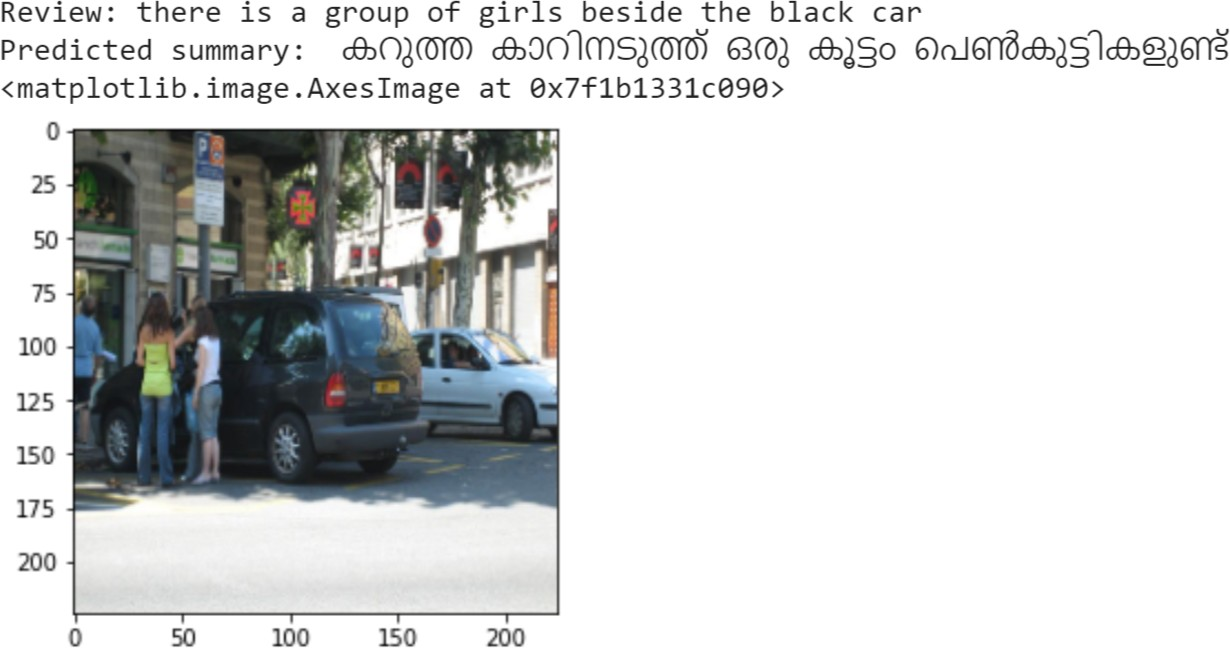 Review: there is a group of girls beside the black car
Predicted summary:  കറുത്ത കാറിനടുത്ത് ഒരു കൂട്ടം പെൺകുട്ടികളുണ്ട്
<matplotlib.image.AxesImage at 0x7f1b1331c090>
0
P
25
50
75
100
125
150
175
200
0 50 100 150 200